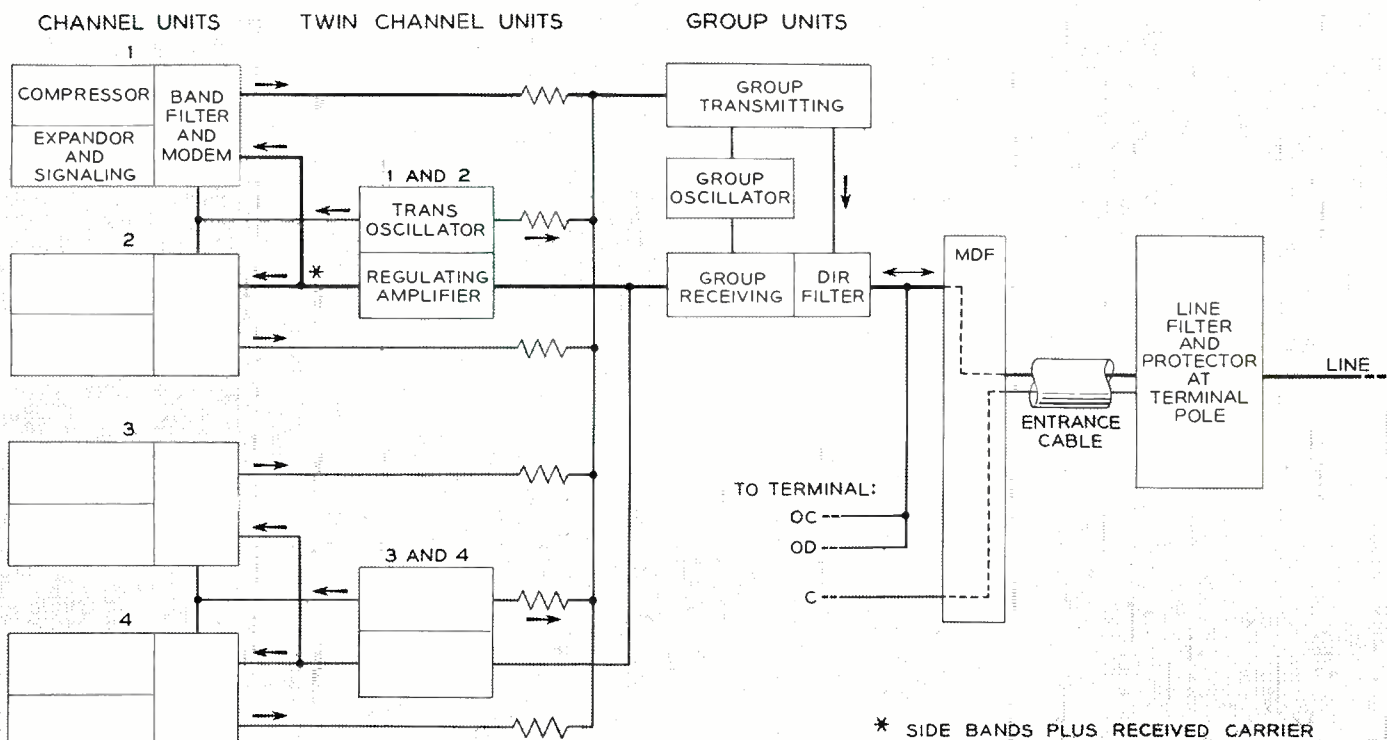 CHANNEL UNITS
TWIN CHANNEL UNITS
GROUP UNITS
1
COMPRESSOR
EXPANDOR
AND
SIGNALING
BAND
FILTER
AND
MODEM
GROUP
TRANSMITTING
1 AND 2
TRANS
OSCILLATOR
REGULATING
AMPLIFIER
GROUP
OSCILLATOR
2
*
GROUP
RECEIVING
DIR
FILTER
MDF
LINE
FILTER
AND
PROTECTOR
AT
TERMINAL
POLE
LINE
ENTRANCE
CABLE
3
TO TERMINAL:
OC
OD
C
3 AND 4
4
* SIDE BANDS PLUS RECEIVED CARRIER